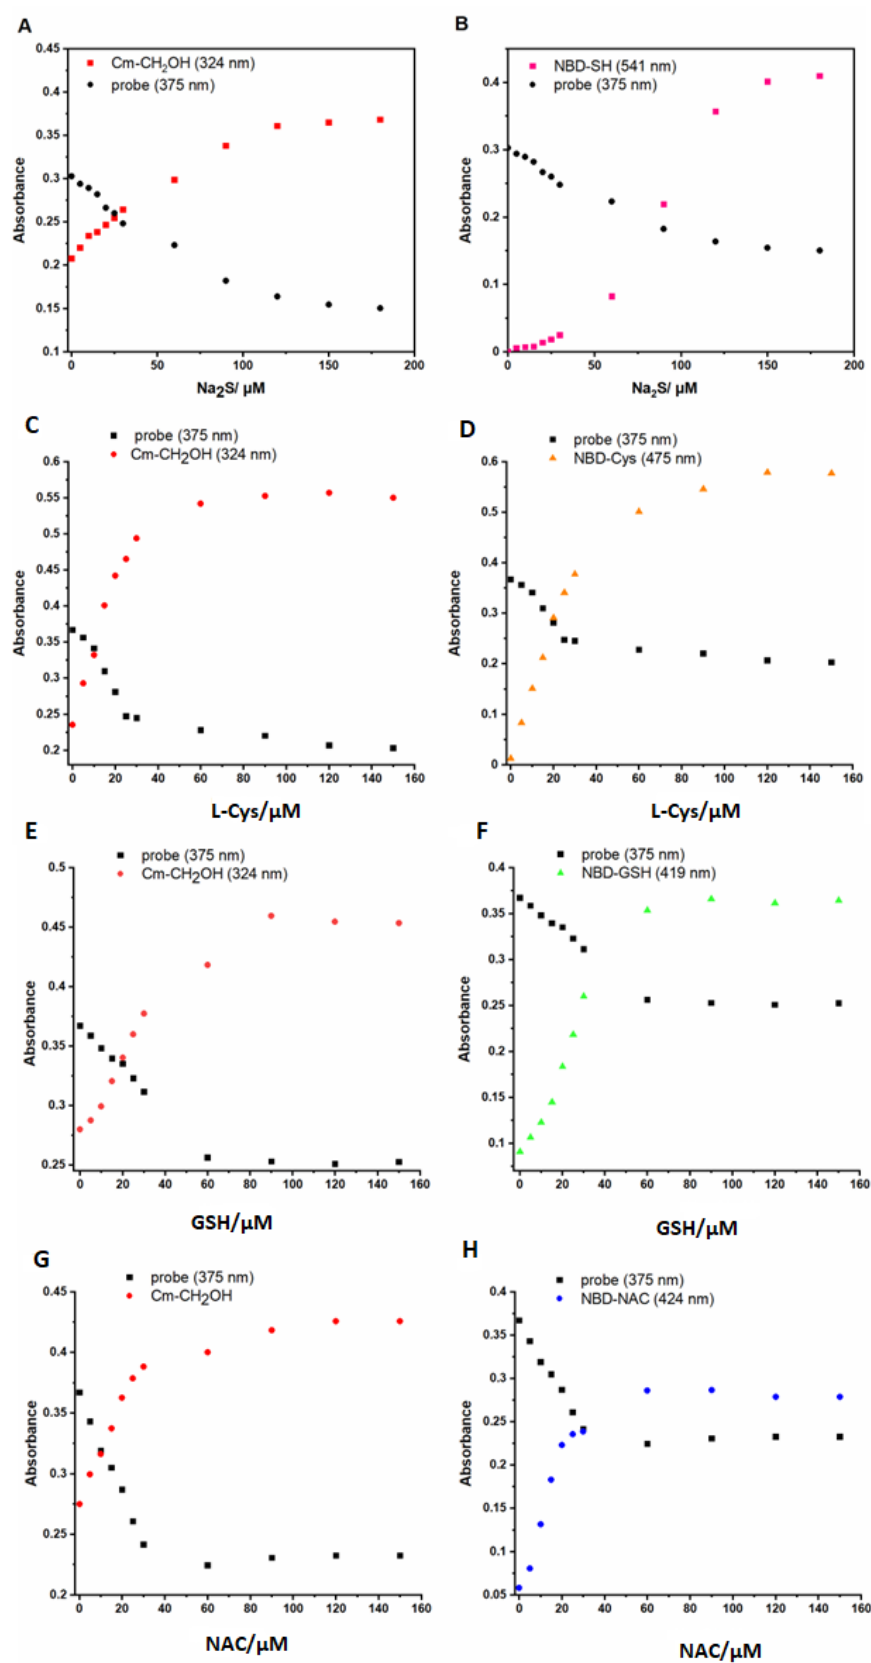 A
Cm-CH2OH (324 nm)
probe (375 nm)
Absorbance
0.45
0.4
0.35
0.3
0.25
0.2
0.15
0.1
0 50 100 150 200
Na2S/ μM
B
NBD-SH (541 nm)
probe (375 nm)
Absorbance
0.4
0.3
0.2
0.1
0
0 50 100 150 200
Na2S/ μM
C
probe (375 nm)
Cm-CH2OH (324 nm)
Absorbance
0.6
0.55
0.5
0.45
0.4
0.35
0.3
0.25
0.2
0 20 40 60 80 100 120 140 160
L-Cys/μM
D
probe (375 nm)
NBD-Cys (475 nm)
Absorbance
0.6
0.5
0.4
0.3
0.2
0.1
0
0 20 40 60 80 100 120 140 160
L-Cys/μM
E
probe (375 nm)
Cm-CH2OH (324 nm)
Absorbance
0.5
0.45
0.4
0.35
0.3
0.25
0 20 40 60 80 100 120 140 160
GSH/μM
F
probe (375 nm)
NBD-GSH (419 nm)
Absorbance
0.4
0.35
0.3
0.25
0.2
0.15
0.1
0 20 40 60 80 100 120 140 160
GSH/μM
G
probe (375 nm)
Cm-CH2OH
Absorbance
0.45
0.4
0.35
0.3
0.25
0.2
0 20 40 60 80 100 120 140 160
NAC/μM
H
probe (375 nm)
NBD-NAC (424 nm)
Absorbance
0.4
0.35
0.3
0.25
0.2
0.15
0.1
0.05
0 20 40 60 80 100 120 140 160
NAC/μM